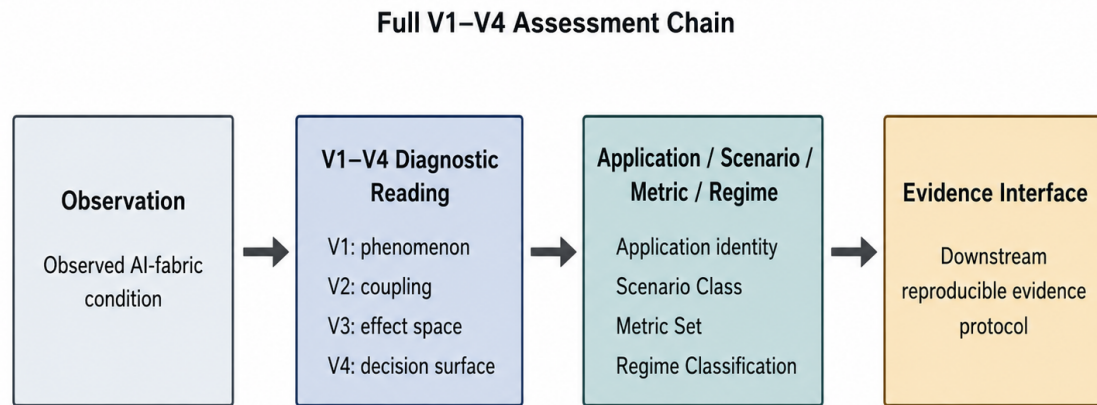 Full V1–V4 Assessment Chain
Observation
Observed AI-fabric
condition
V1–V4 Diagnostic
Reading
V1: phenomenon
V2: coupling
V3: effect space
V4: decision surface
Application / Scenario /
Metric / Regime
Application identity
Scenario Class
Metric Set
Regime Classification
Evidence Interface
Downstream
reproducible evidence
protocol